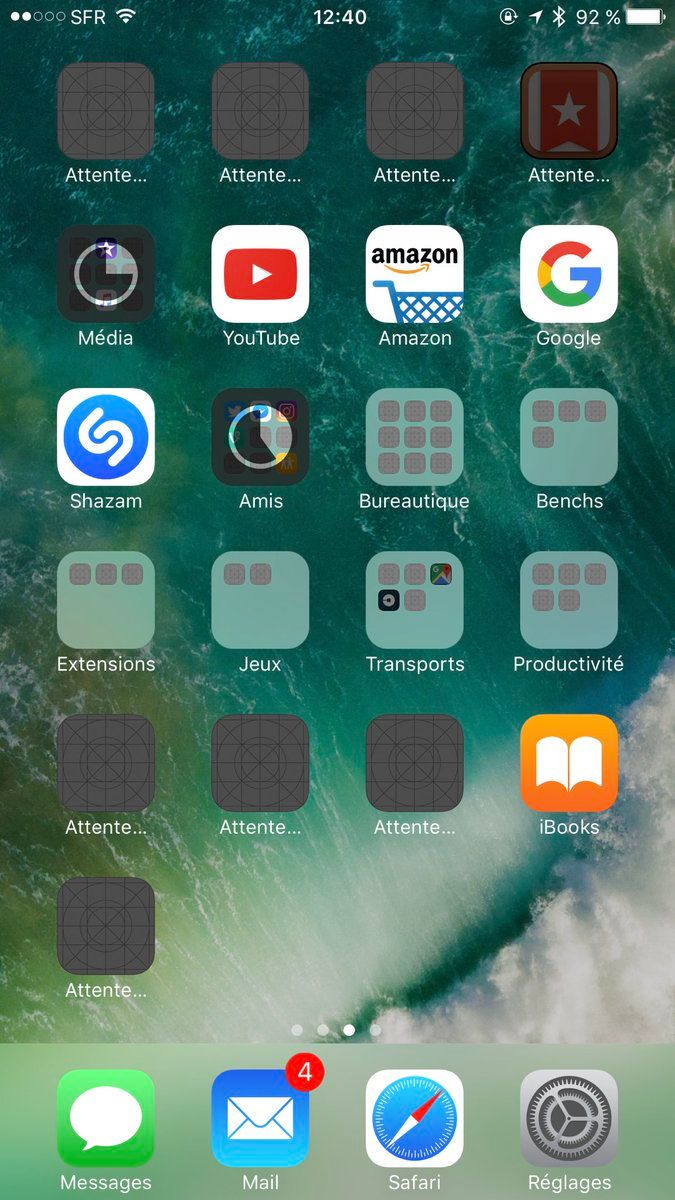 SFR 12:40 92 %
Attente... Attente... Attente... Attente...
amazon
Média YouTube Amazon Google
Shazam Amis Bureautique Benchs
Extensions Jeux Transports Productivité
Attente... Attente... Attente... iBooks
Attente...
4
Messages Mail Safari Réglages